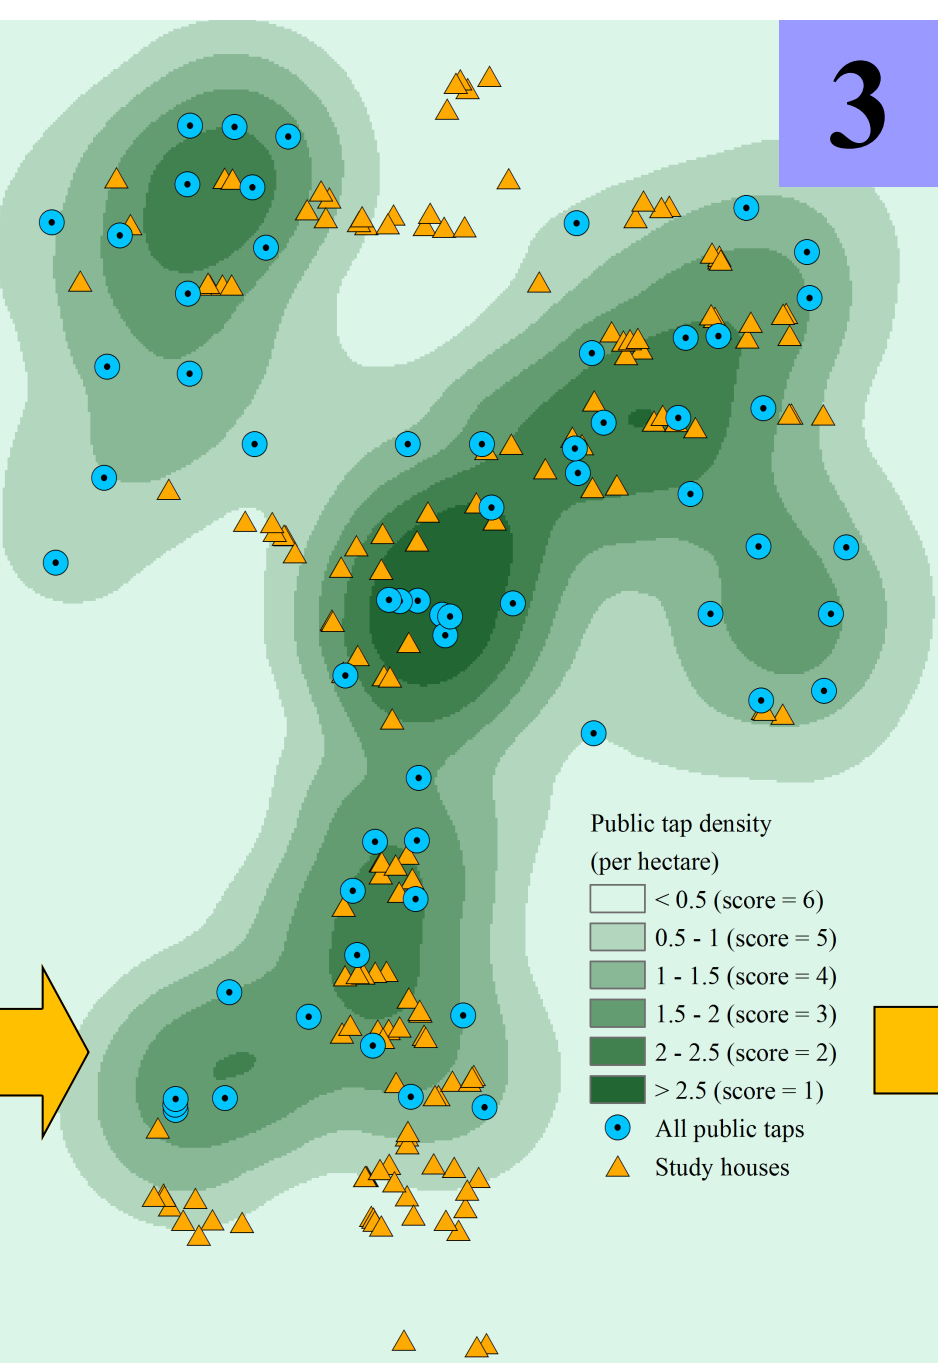 3
Public tap density
(per hectare)
< 0.5 (score = 6)
0.5 - 1 (score = 5)
1 - 1.5 (score = 4)
1.5 - 2 (score = 3)
2 - 2.5 (score = 2)
> 2.5 (score = 1)
All public taps
Study houses